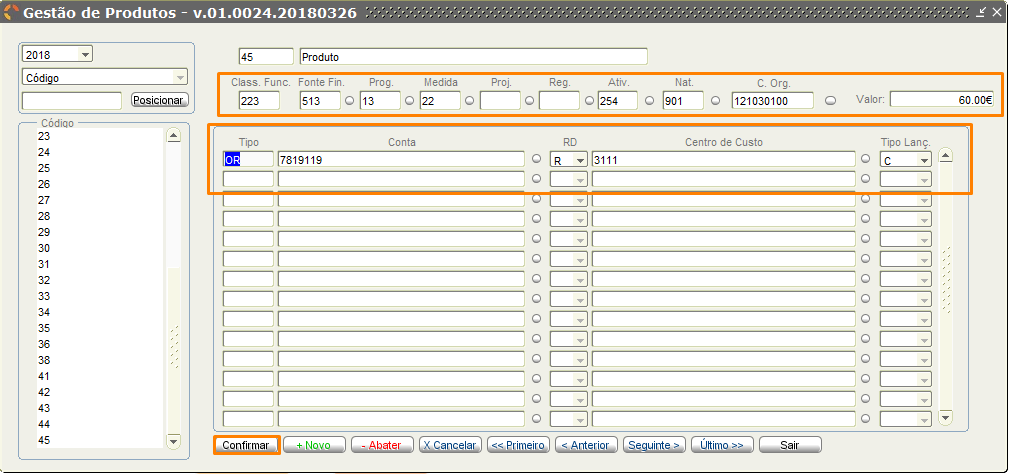 Gestão de Produtos - v.01.0024.20180326
2018
Código
Posicionar
45 Produto
Class. Func. Fonte Fin. Prog. Medida Proj. Reg. Ativ. Nat. C. Org.
223 513 13 22 254 901 121030100 Valor: 60.00€
Código
23
24
25
26
27
28
29
30
31
32
33
34
35
36
38
41
42
43
44
45
Tipo Conta RD Centro de Custo Tipo Lanç.
OR 7819119 R 3111 C
Confirmar + Novo - Abater X Cancelar << Primeiro < Anterior Seguinte > Último >> Sair